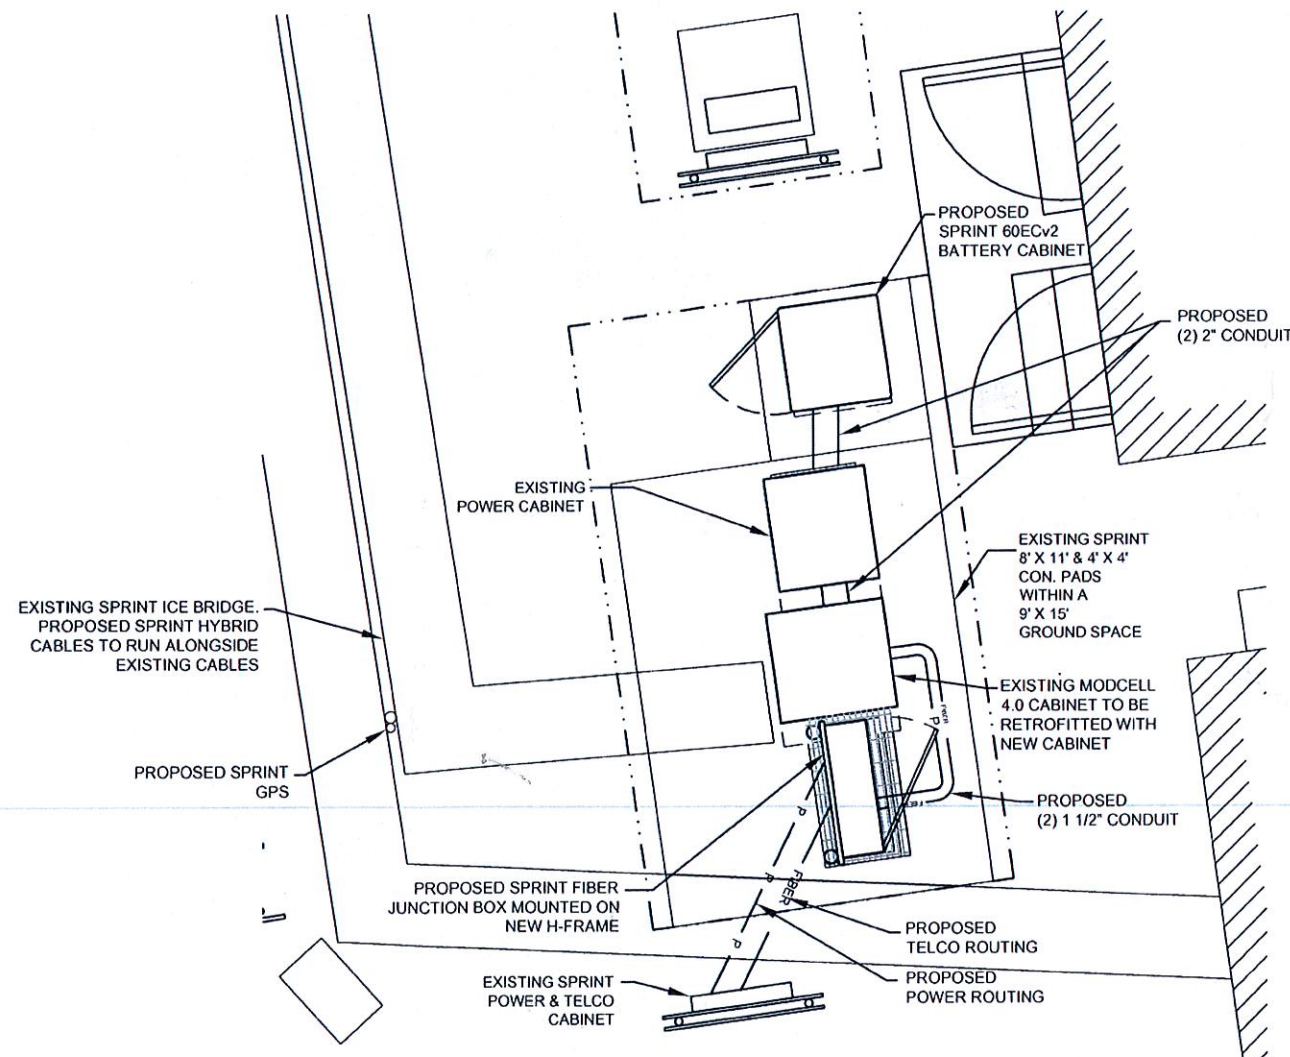 PROPOSED
SPRINT 60ECv2
BATTERY CABINET
PROPOSED
(2) 2" CONDUIT
EXISTING
POWER CABINET
EXISTING SPRINT
8' X 11' & 4' X 4'
CON. PADS
WITHIN A
9' X 15'
GROUND SPACE
EXISTING SPRINT ICE BRIDGE.
PROPOSED SPRINT HYBRID
CABLES TO RUN ALONGSIDE
EXISTING CABLES
EXISTING MODCELL
4.0 CABINET TO BE
RETROFITTED WITH
NEW CABINET
PROPOSED SPRINT
GPS
PROPOSED
(2) 1 1/2" CONDUIT
P
P
P
P
FIBER
PROPOSED SPRINT FIBER
JUNCTION BOX MOUNTED ON
NEW H-FRAME
PROPOSED
TELCO ROUTING
PROPOSED
POWER ROUTING
EXISTING SPRINT
POWER & TELCO
CABINET